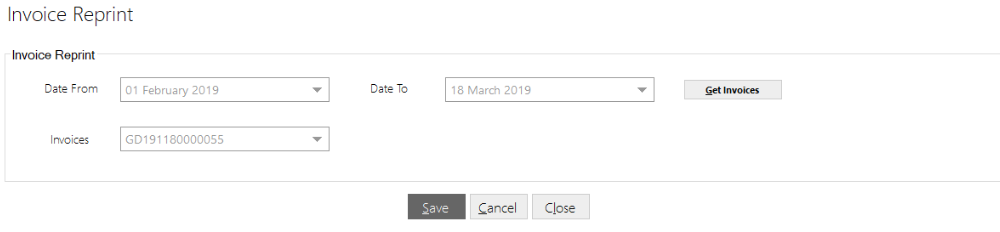 Invoice Reprint
Invoice Reprint
Date From 01 February 2019 Date To 18 March 2019 Get Invoices
Invoices GD191180000055
Save Cancel Close